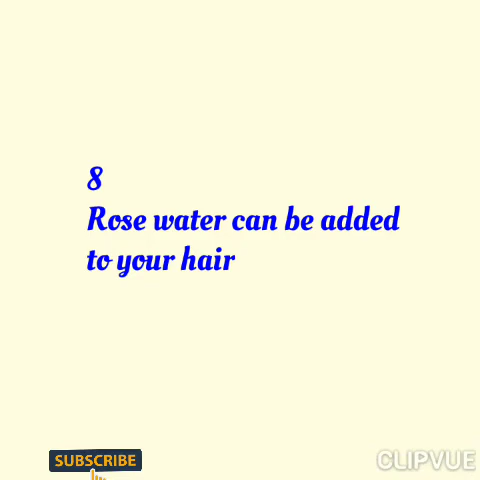 8
Rose water can be added
to your hair
SUBSCRIBE
CLIPVUE